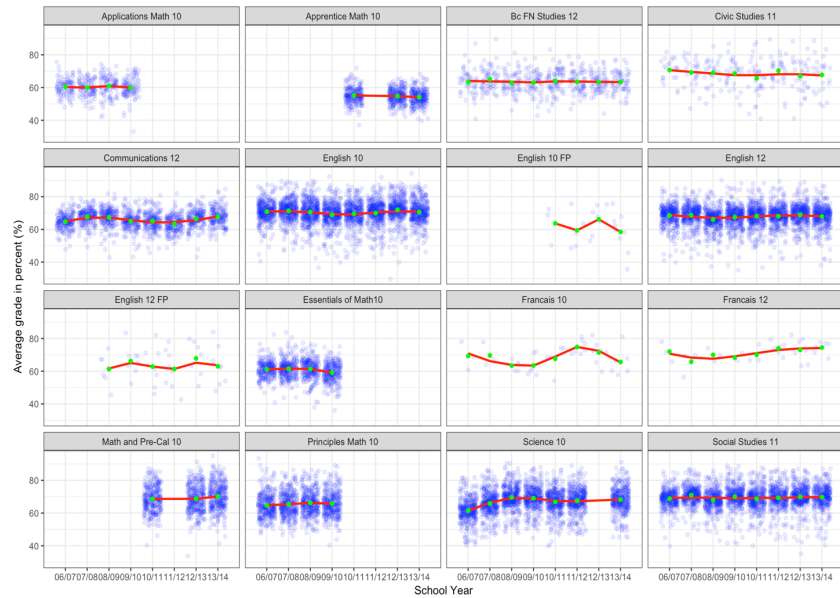 Applications Math 10
Apprentice Math 10
Bc FN Studies 12
Civic Studies 11
80
60
40
Communications 12
English 10
English 10 FP
English 12
80
60
40
English 12 FP
Essentials of Math10
Francais 10
Francais 12
80
60
40
Math and Pre-Cal 10
Principles Math 10
Science 10
Social Studies 11
80
60
40
06/0707/0808/0909/1010/1111/1212/1313/14
06/0707/0808/0909/1010/1111/1212/1313/14
06/0707/0808/0909/1010/1111/1212/1313/14
06/0707/0808/0909/1010/1111/1212/1313/14
School Year
Average grade in percent (%)